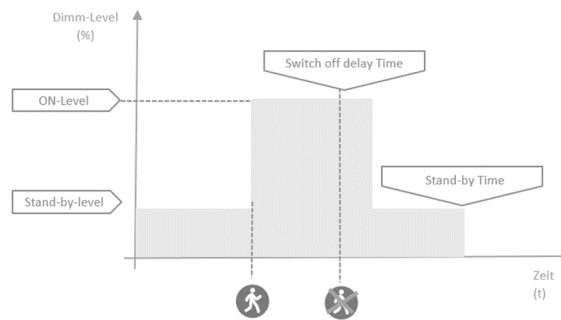 Dimm-Level
(%)
Switch off delay Time
ON-Level
Stand-by Time
Stand-by-level
Zeit
(t)